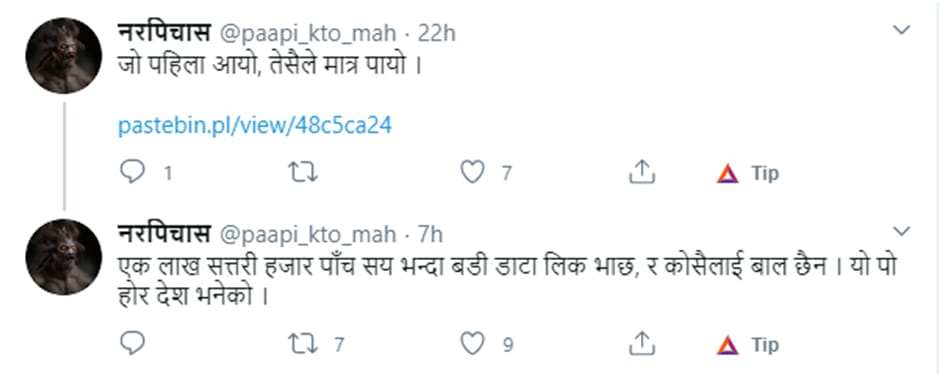 नरपिचास @paapi_kto_mah · 22h
जो पहिला आयो, तेसैले मात्र पायो ।
pastebin.pl/view/48c5ca24
1 7 Tip
नरपिचास @paapi_kto_mah · 7h
एक लाख सत्तरी हजार पाँच सय भन्दा बडी डाटा लिक भाछ, र कोसैलाई बाल छैन । यो पो
होर देश भनेको ।
7 9 Tip